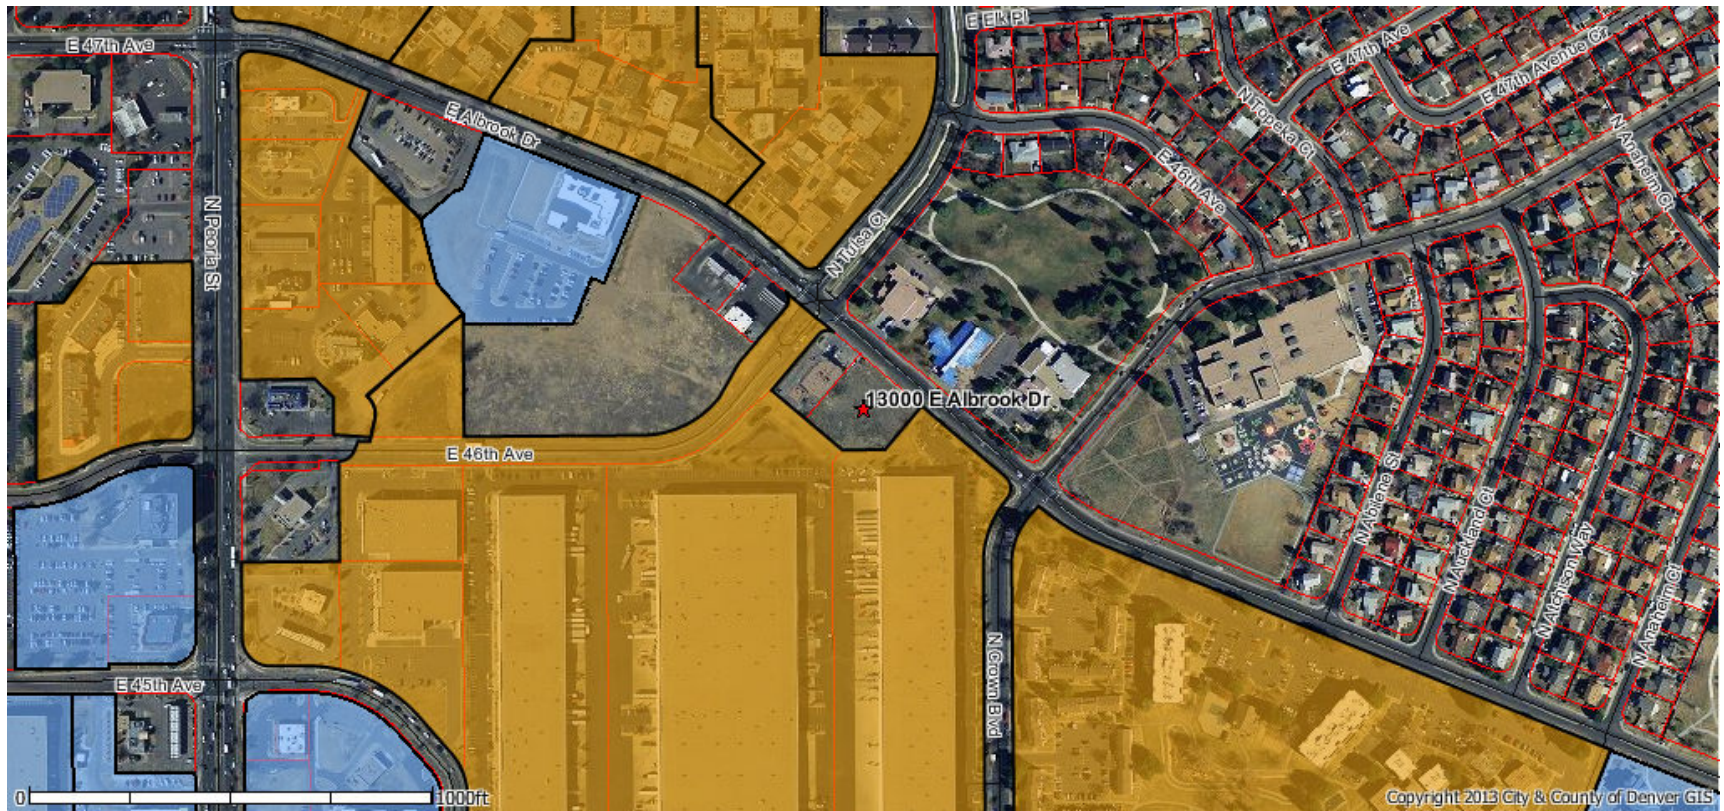 E Elk Pl
E 47th Ave
E 47th Ave
E 47th Avenue Cr
E Albrook Dr
N Topeka Ct
N Anaheim Ct
E 46th Ave
N Peoria St
N Tulsa Ct
13000 E Albrook Dr
E 46th Ave
N Abilene St
N Auckland Ct
N Atchison Way
N Anaheim Ct
N Crown Blvd
E 45th Ave
0
1000ft
Copyright 2013 City & County of Denver GIS